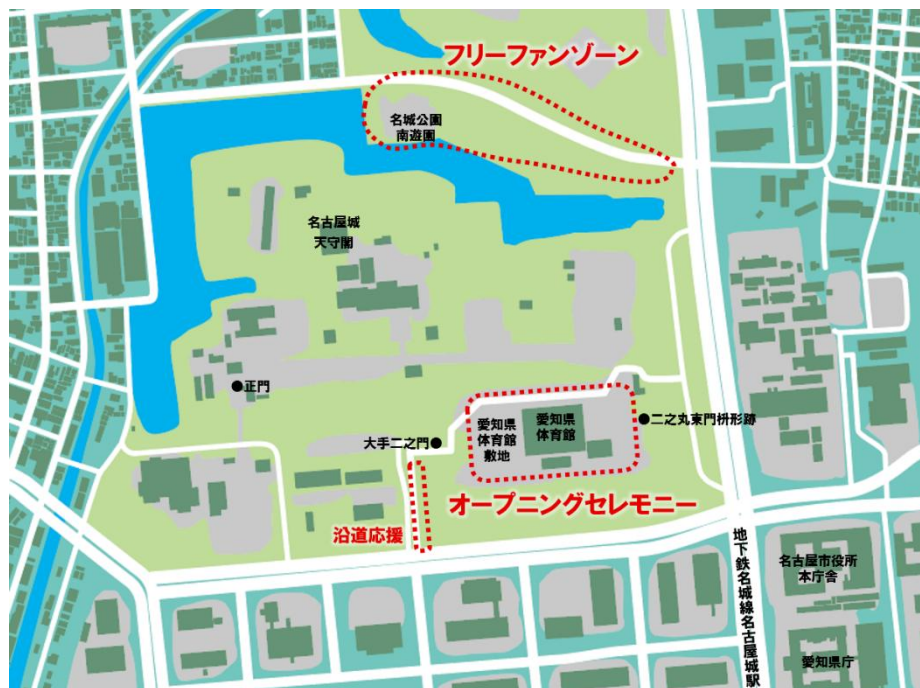 フリーファンゾーン
名城公園
南遊園
名古屋城
天守閣
●正門
大手二之門●
愛知県
体育館
敷地
愛知県
体育館
●二之丸東門枡形跡
オープニングセレモニー
沿道応援
地下鉄名城線名古屋城駅
名古屋市役所
本庁舎
愛知県庁